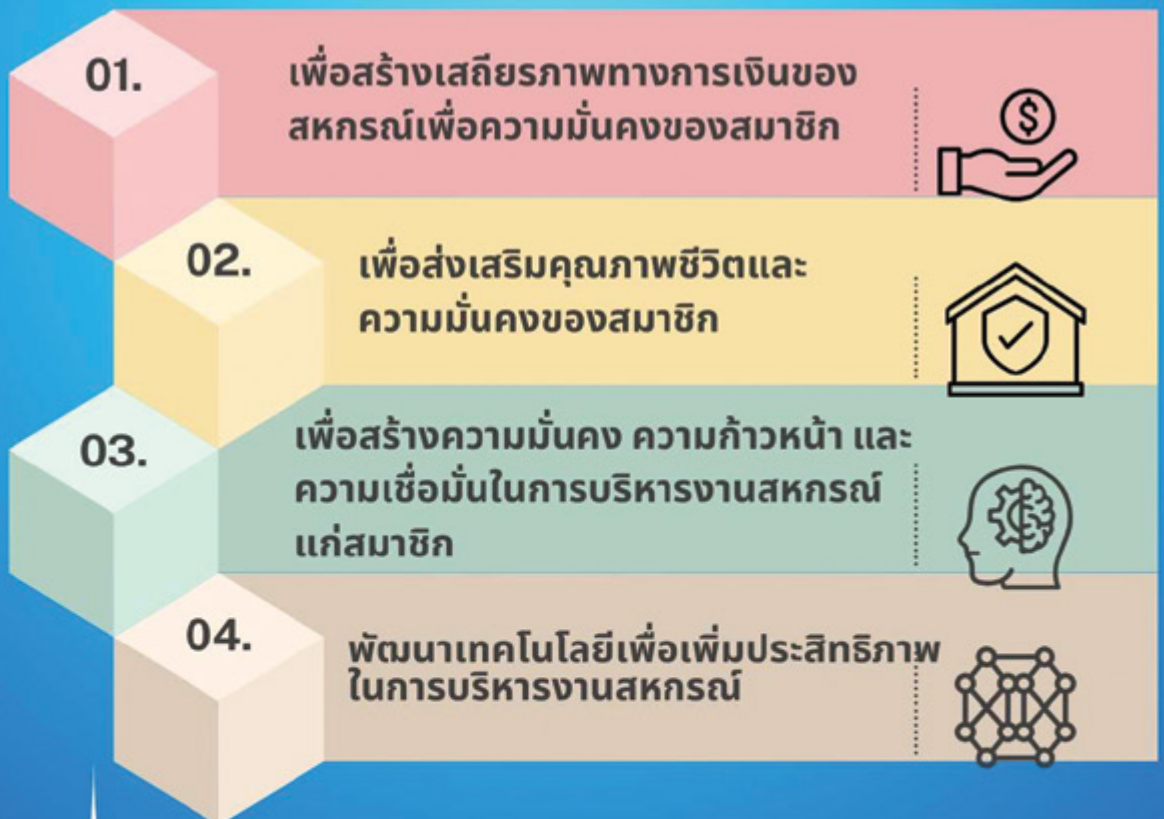 01.
เพื่อสร้างเสถียรภาพทางการเงินของ
สหกรณ์เพื่อความมั่นคงของสมาชิก
$
02.
เพื่อส่งเสริมคุณภาพชีวิตและ
ความมั่นคงของสมาชิก
03.
เพื่อสร้างความมั่นคง ความก้าวหน้า และ
ความเชื่อมั่นในการบริหารงานสหกรณ์
แก่สมาชิก
04.
พัฒนาเทคโนโลยีเพื่อเพิ่มประสิทธิภาพ
ในการบริหารงานสหกรณ์